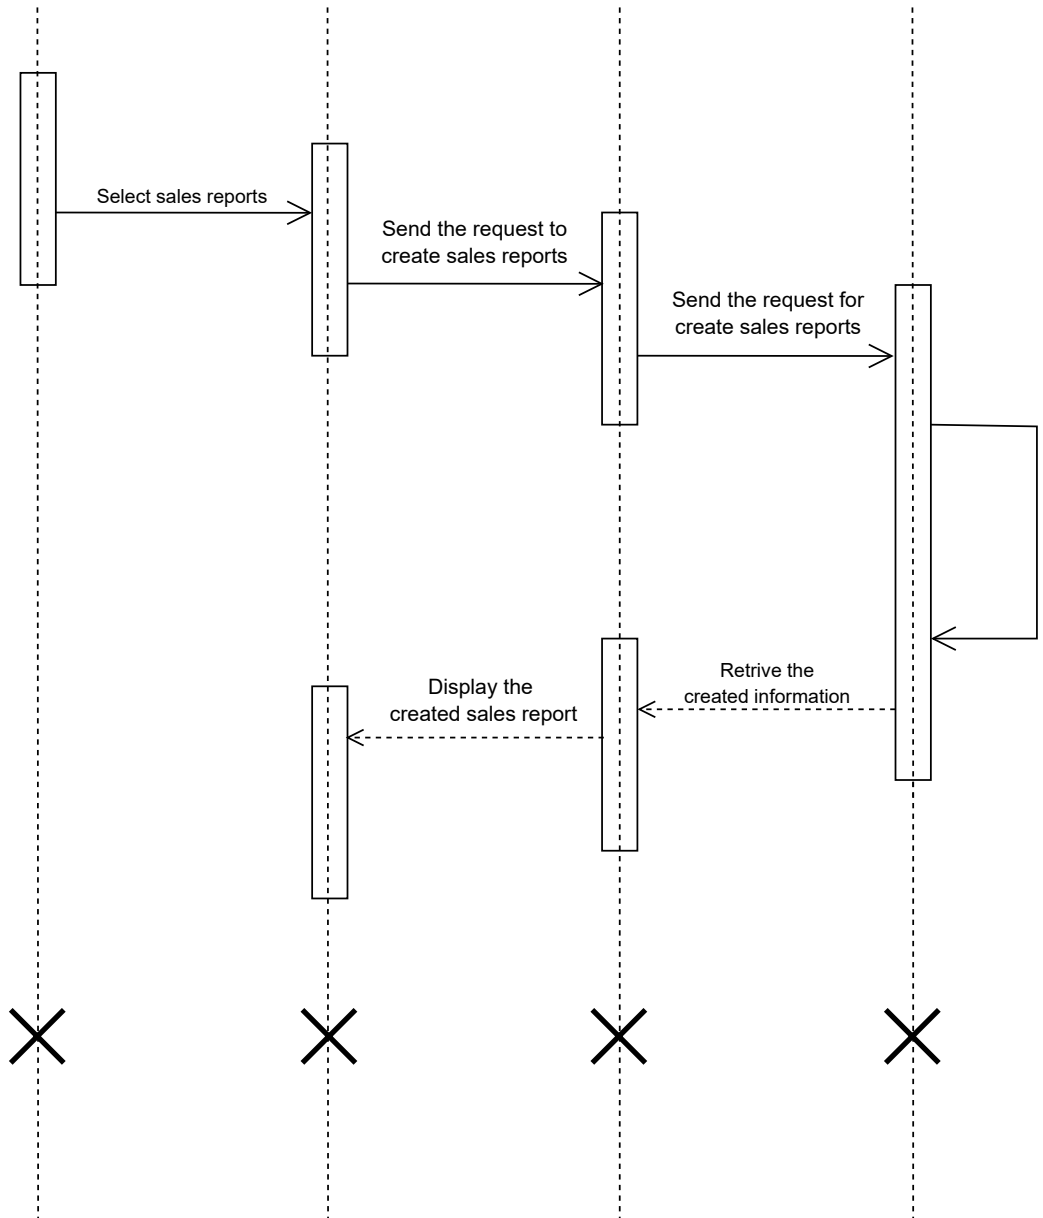 Select sales reports
Send the request to
create sales reports
Send the request for
create sales reports
Retrive the
created information
Display the
created sales report